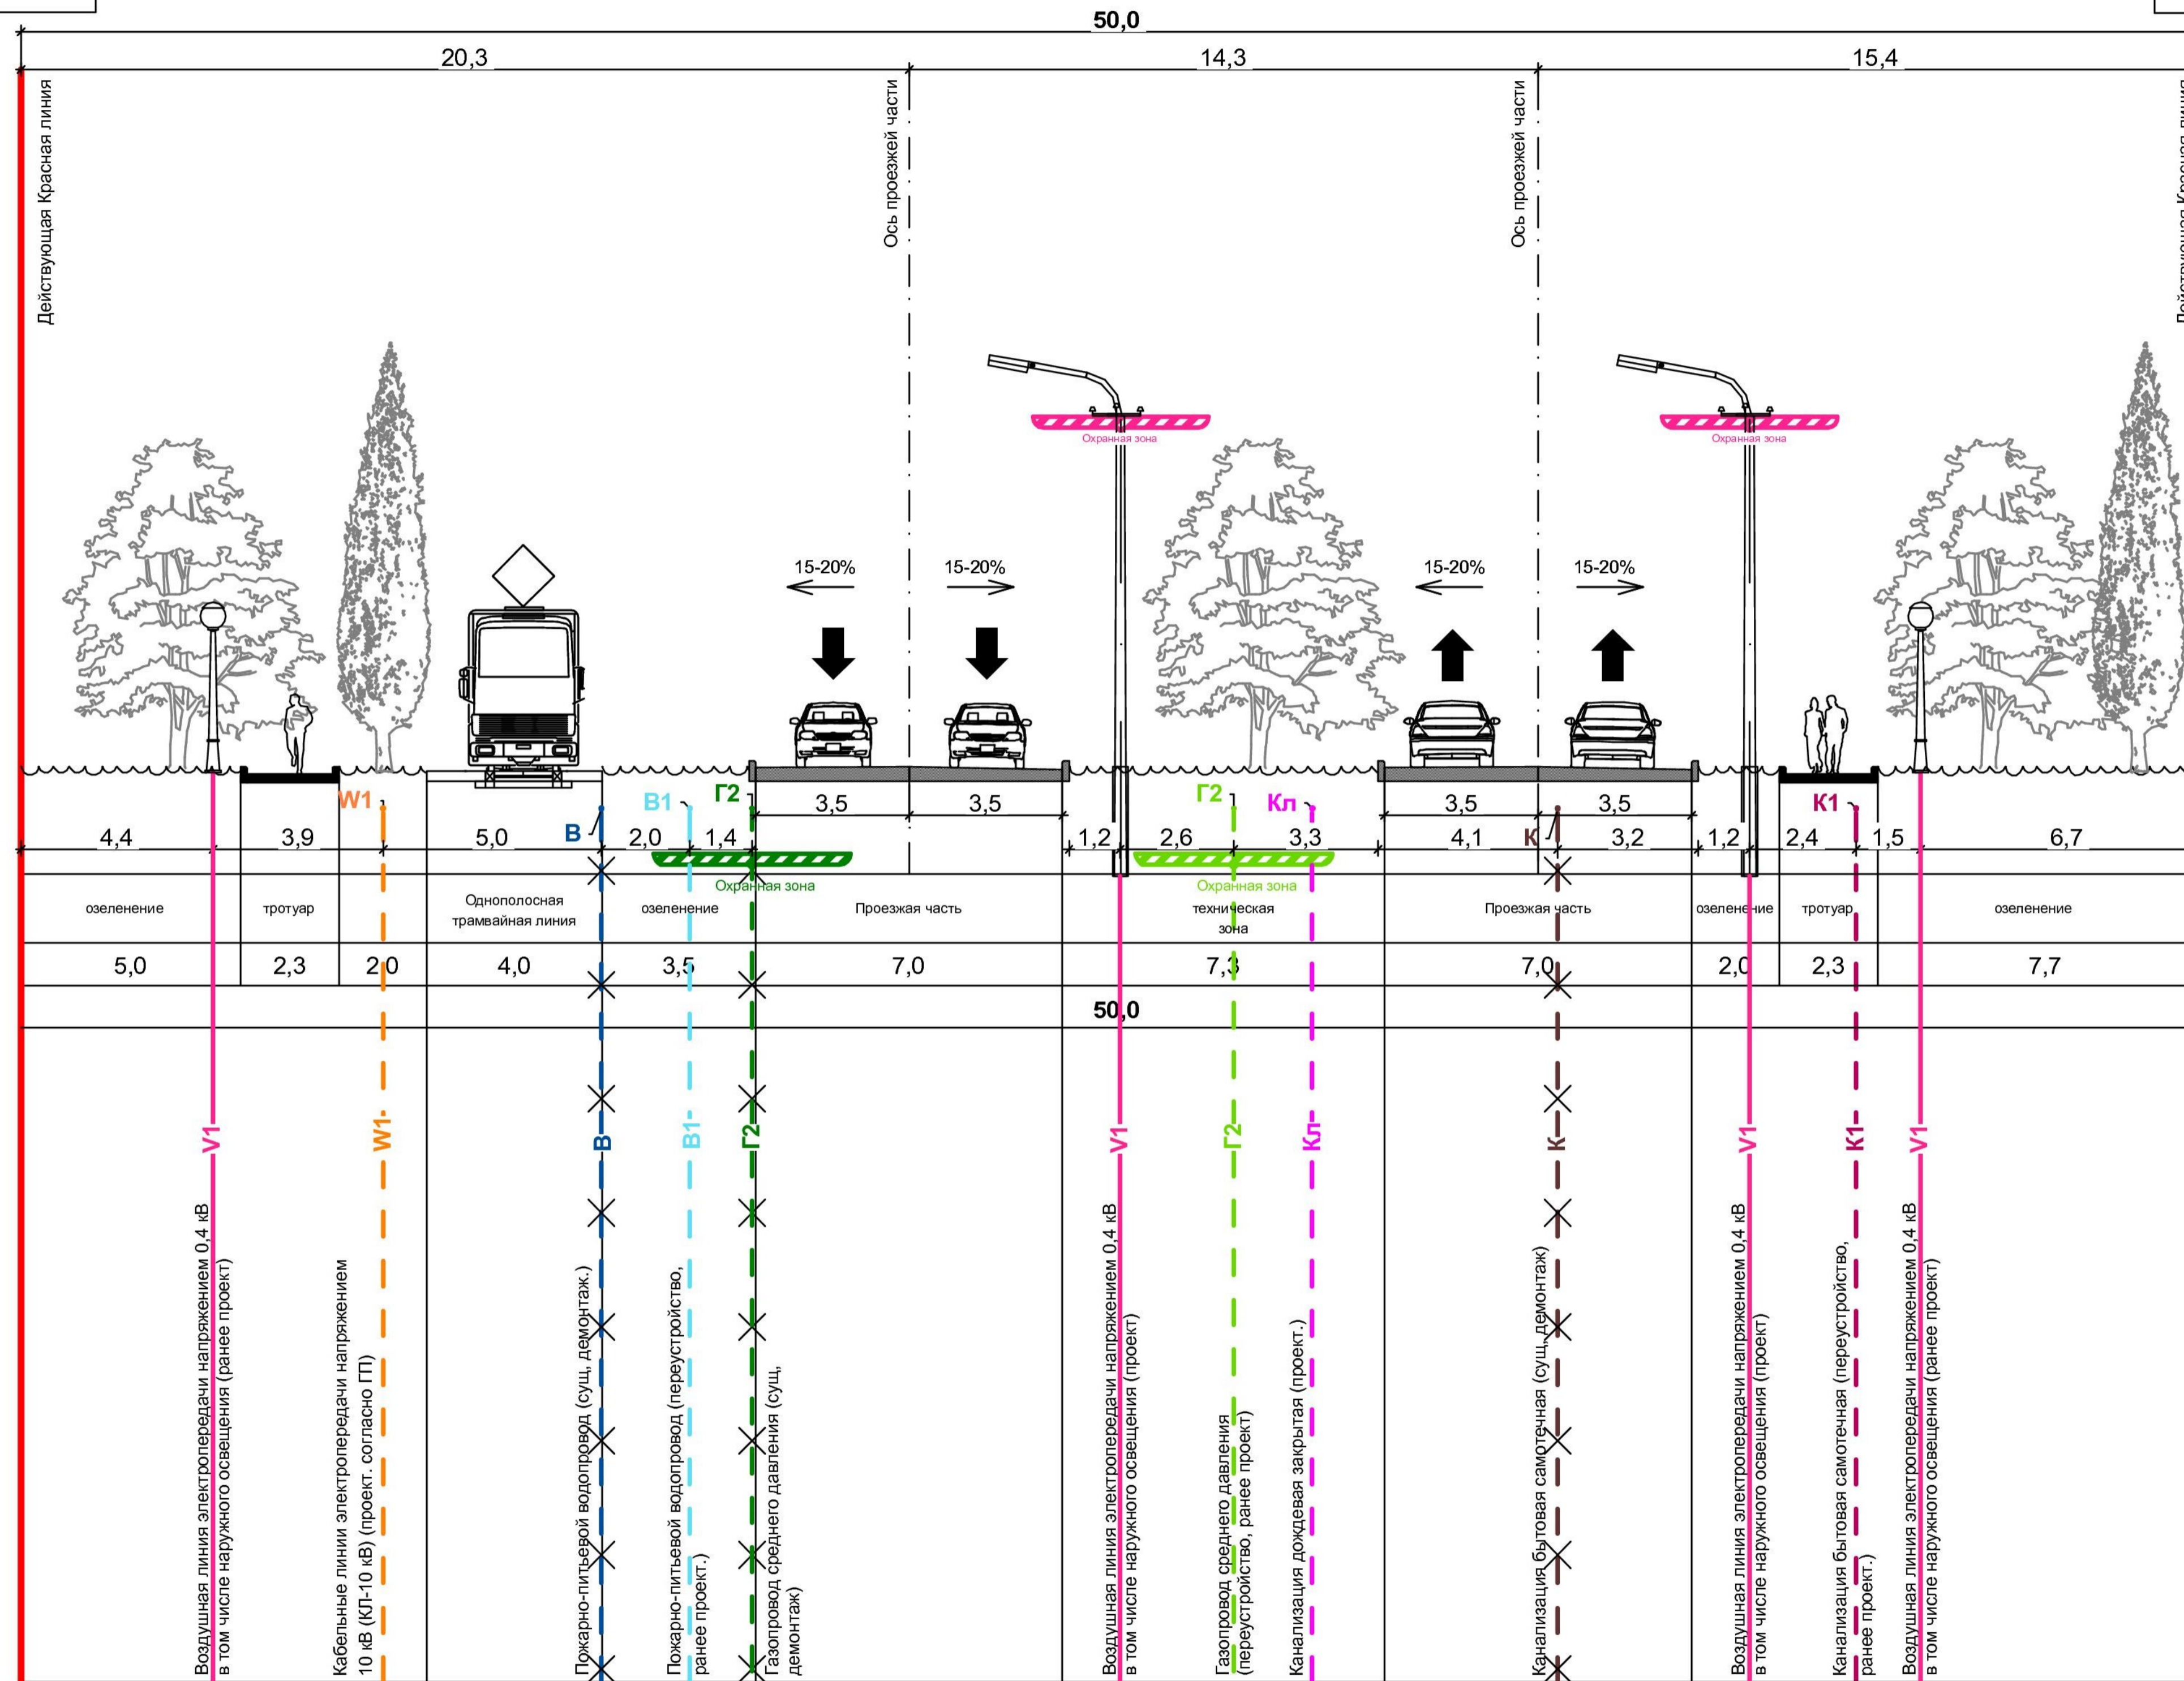 50,0
20,3
14,3
15,4
Действующая Красная линия
Ось проезжей части
Ось проезжей части
Действующая Красная линия
Охранная зона
Охранная зона
15-20%
15-20%
15-20%
15-20%
W1
В
В1
Г2
Г2
Кл
К
К1
3,5
3,5
3,5
3,5
4,4
3,9
5,0
2,0
1,4
1,2
2,6
3,3
4,1
3,2
1,2
2,4
1,5
6,7
Охранная зона
Охранная зона
озеленение
тротуар
Однополосная
трамвайная линия
озеленение
Проезжая часть
техническая
зона
Проезжая часть
озеленение
тротуар
озеленение
5,0
2,3
2,0
4,0
3,5
7,0
7,3
7,0
2,0
2,3
7,7
50,0
V1
W1
В
В1
Г2
V1
Г2
Кл
К
V1
К1
V1
Воздушная линия электропередачи напряжением 0,4 кВ
в том числе наружного освещения (ранее проект)
Кабельные линии электропередачи напряжением
10 кВ (КЛ-10 кВ) (проект. согласно ГП)
Пожарно-питьевой водопровод (сущ, демонтаж.)
Пожарно-питьевой водопровод (переустройство,
ранее проект.)
Газопровод среднего давления (сущ,
демонтаж)
Воздушная линия электропередачи напряжением 0,4 кВ
в том числе наружного освещения (проект)
Газопровод среднего давления
(переустройство, ранее проект)
Канализация дождевая закрытая (проект.)
Канализация бытовая самотечная (сущ, демонтаж)
Воздушная линия электропередачи напряжением 0,4 кВ
в том числе наружного освещения (проект)
Канализация бытовая самотечная (переустройство,
ранее проект.)
Воздушная линия электропередачи напряжением 0,4 кВ
в том числе наружного освещения (ранее проект)